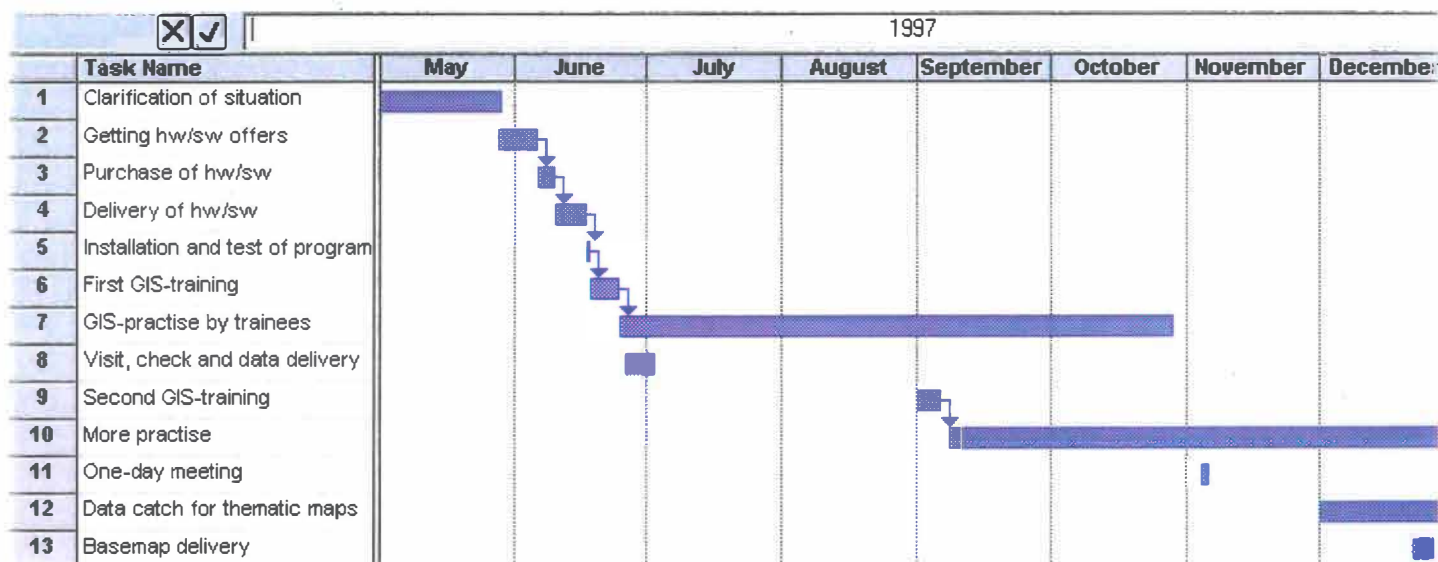 1997
Task Name May June July August September October November December
1 Clarification of situation
2 Getting hw/sw offers
3 Purchase of hw/sw
4 Delivery of hw/sw
5 Installation and test of program
6 First GIS-training
7 GIS-practise by trainees
8 Visit, check and data delivery
9 Second GIS-training
10 More practise
11 One-day meeting
12 Data catch for thematic maps
13 Basemap delivery